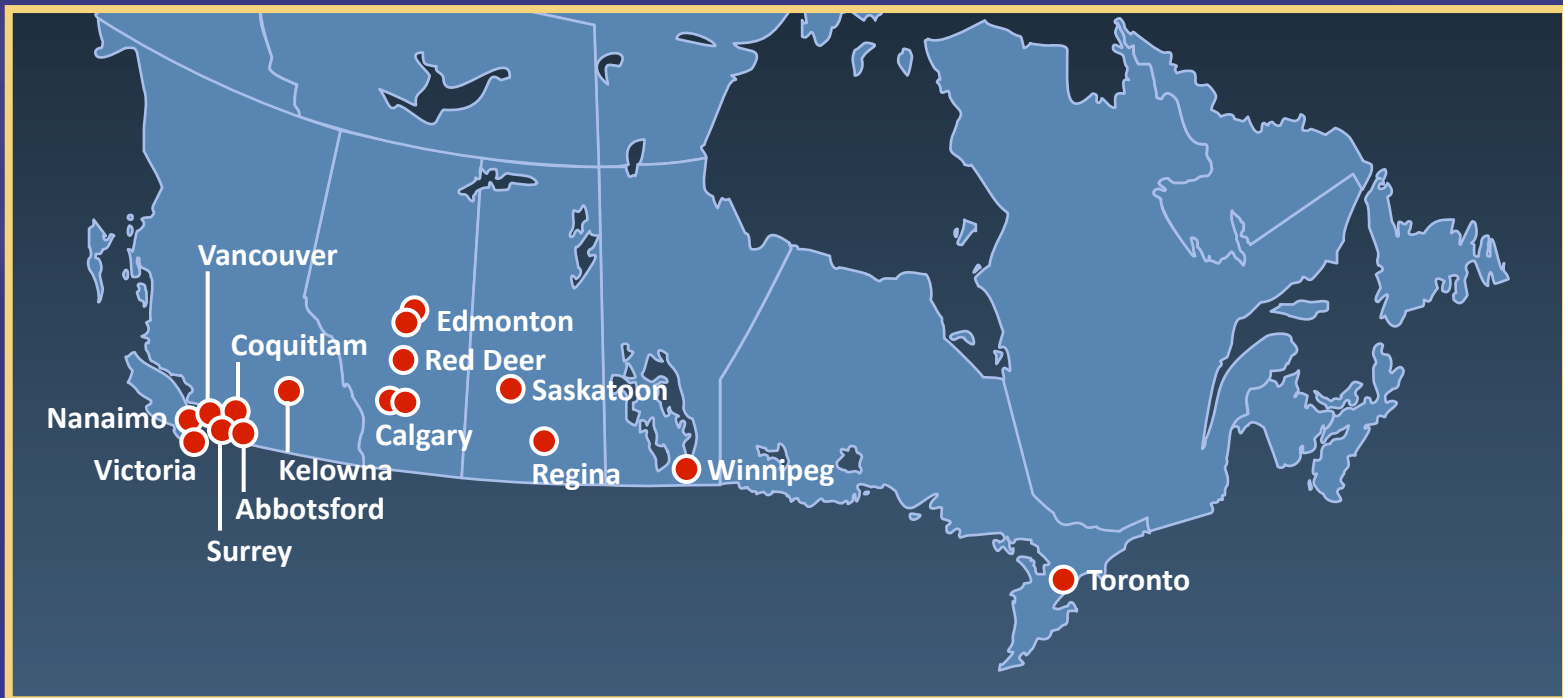 Vancouver
Edmonton
Coquitlam
Red Deer
Saskatoon
Nanaimo
Calgary
Victoria
Kelowna
Regina
Winnipeg
Abbotsford
Surrey
Toronto